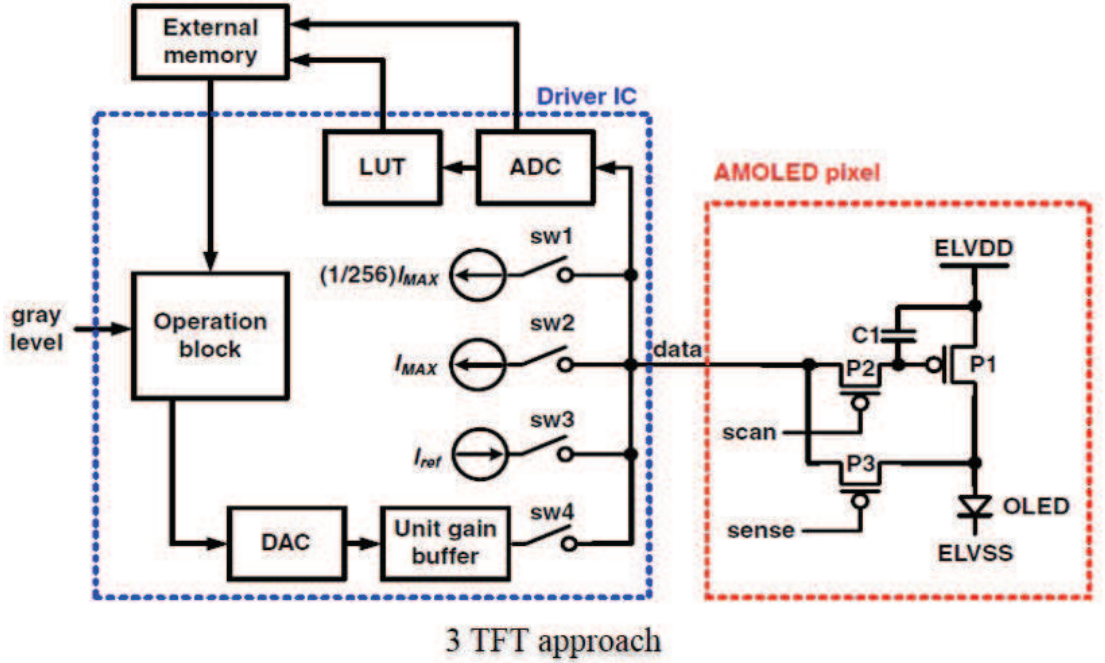 External
memory
Driver IC
LUT
ADC
AMOLED pixel
sw1
(1/256)IMAX
ELVDD
gray
level
Operation
block
sw2
C1
IMAX
data
P2
P1
sw3
scan
Iref
P3
sw4
OLED
DAC
Unit gain
buffer
sense
ELVSS
3 TFT approach